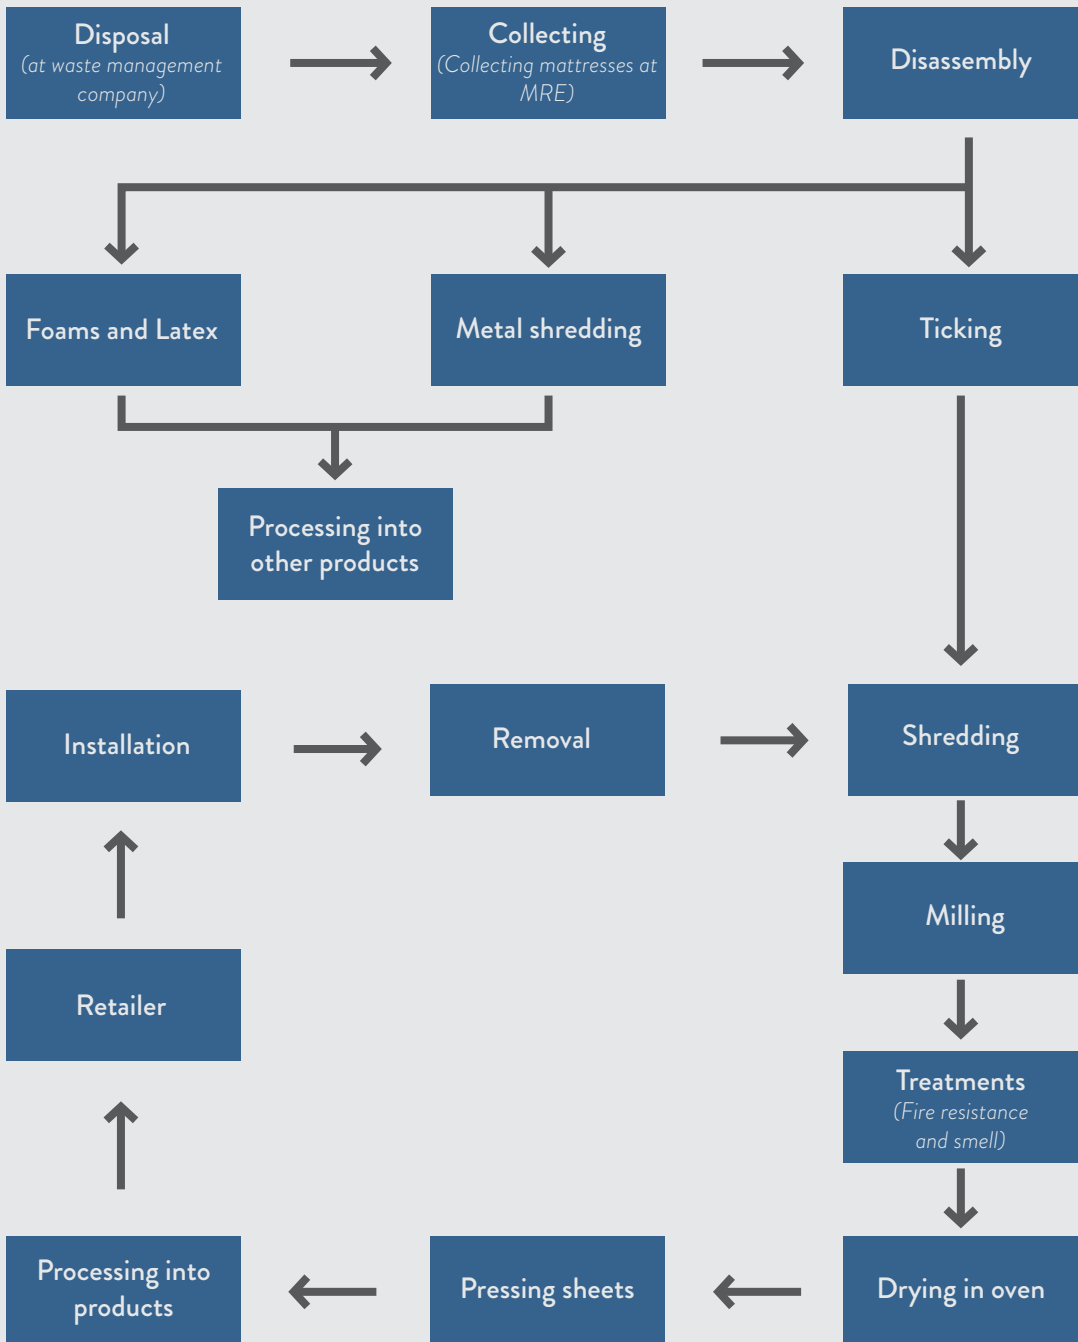 Disposal
(at waste management
company)
Collecting
(Collecting mattresses at
MRE)
Disassembly
Foams and Latex
Metal shredding
Ticking
Processing into
other products
Installation
Removal
Shredding
Milling
Retailer
Treatments
(Fire resistance
and smell)
Processing into
products
Pressing sheets
Drying in oven